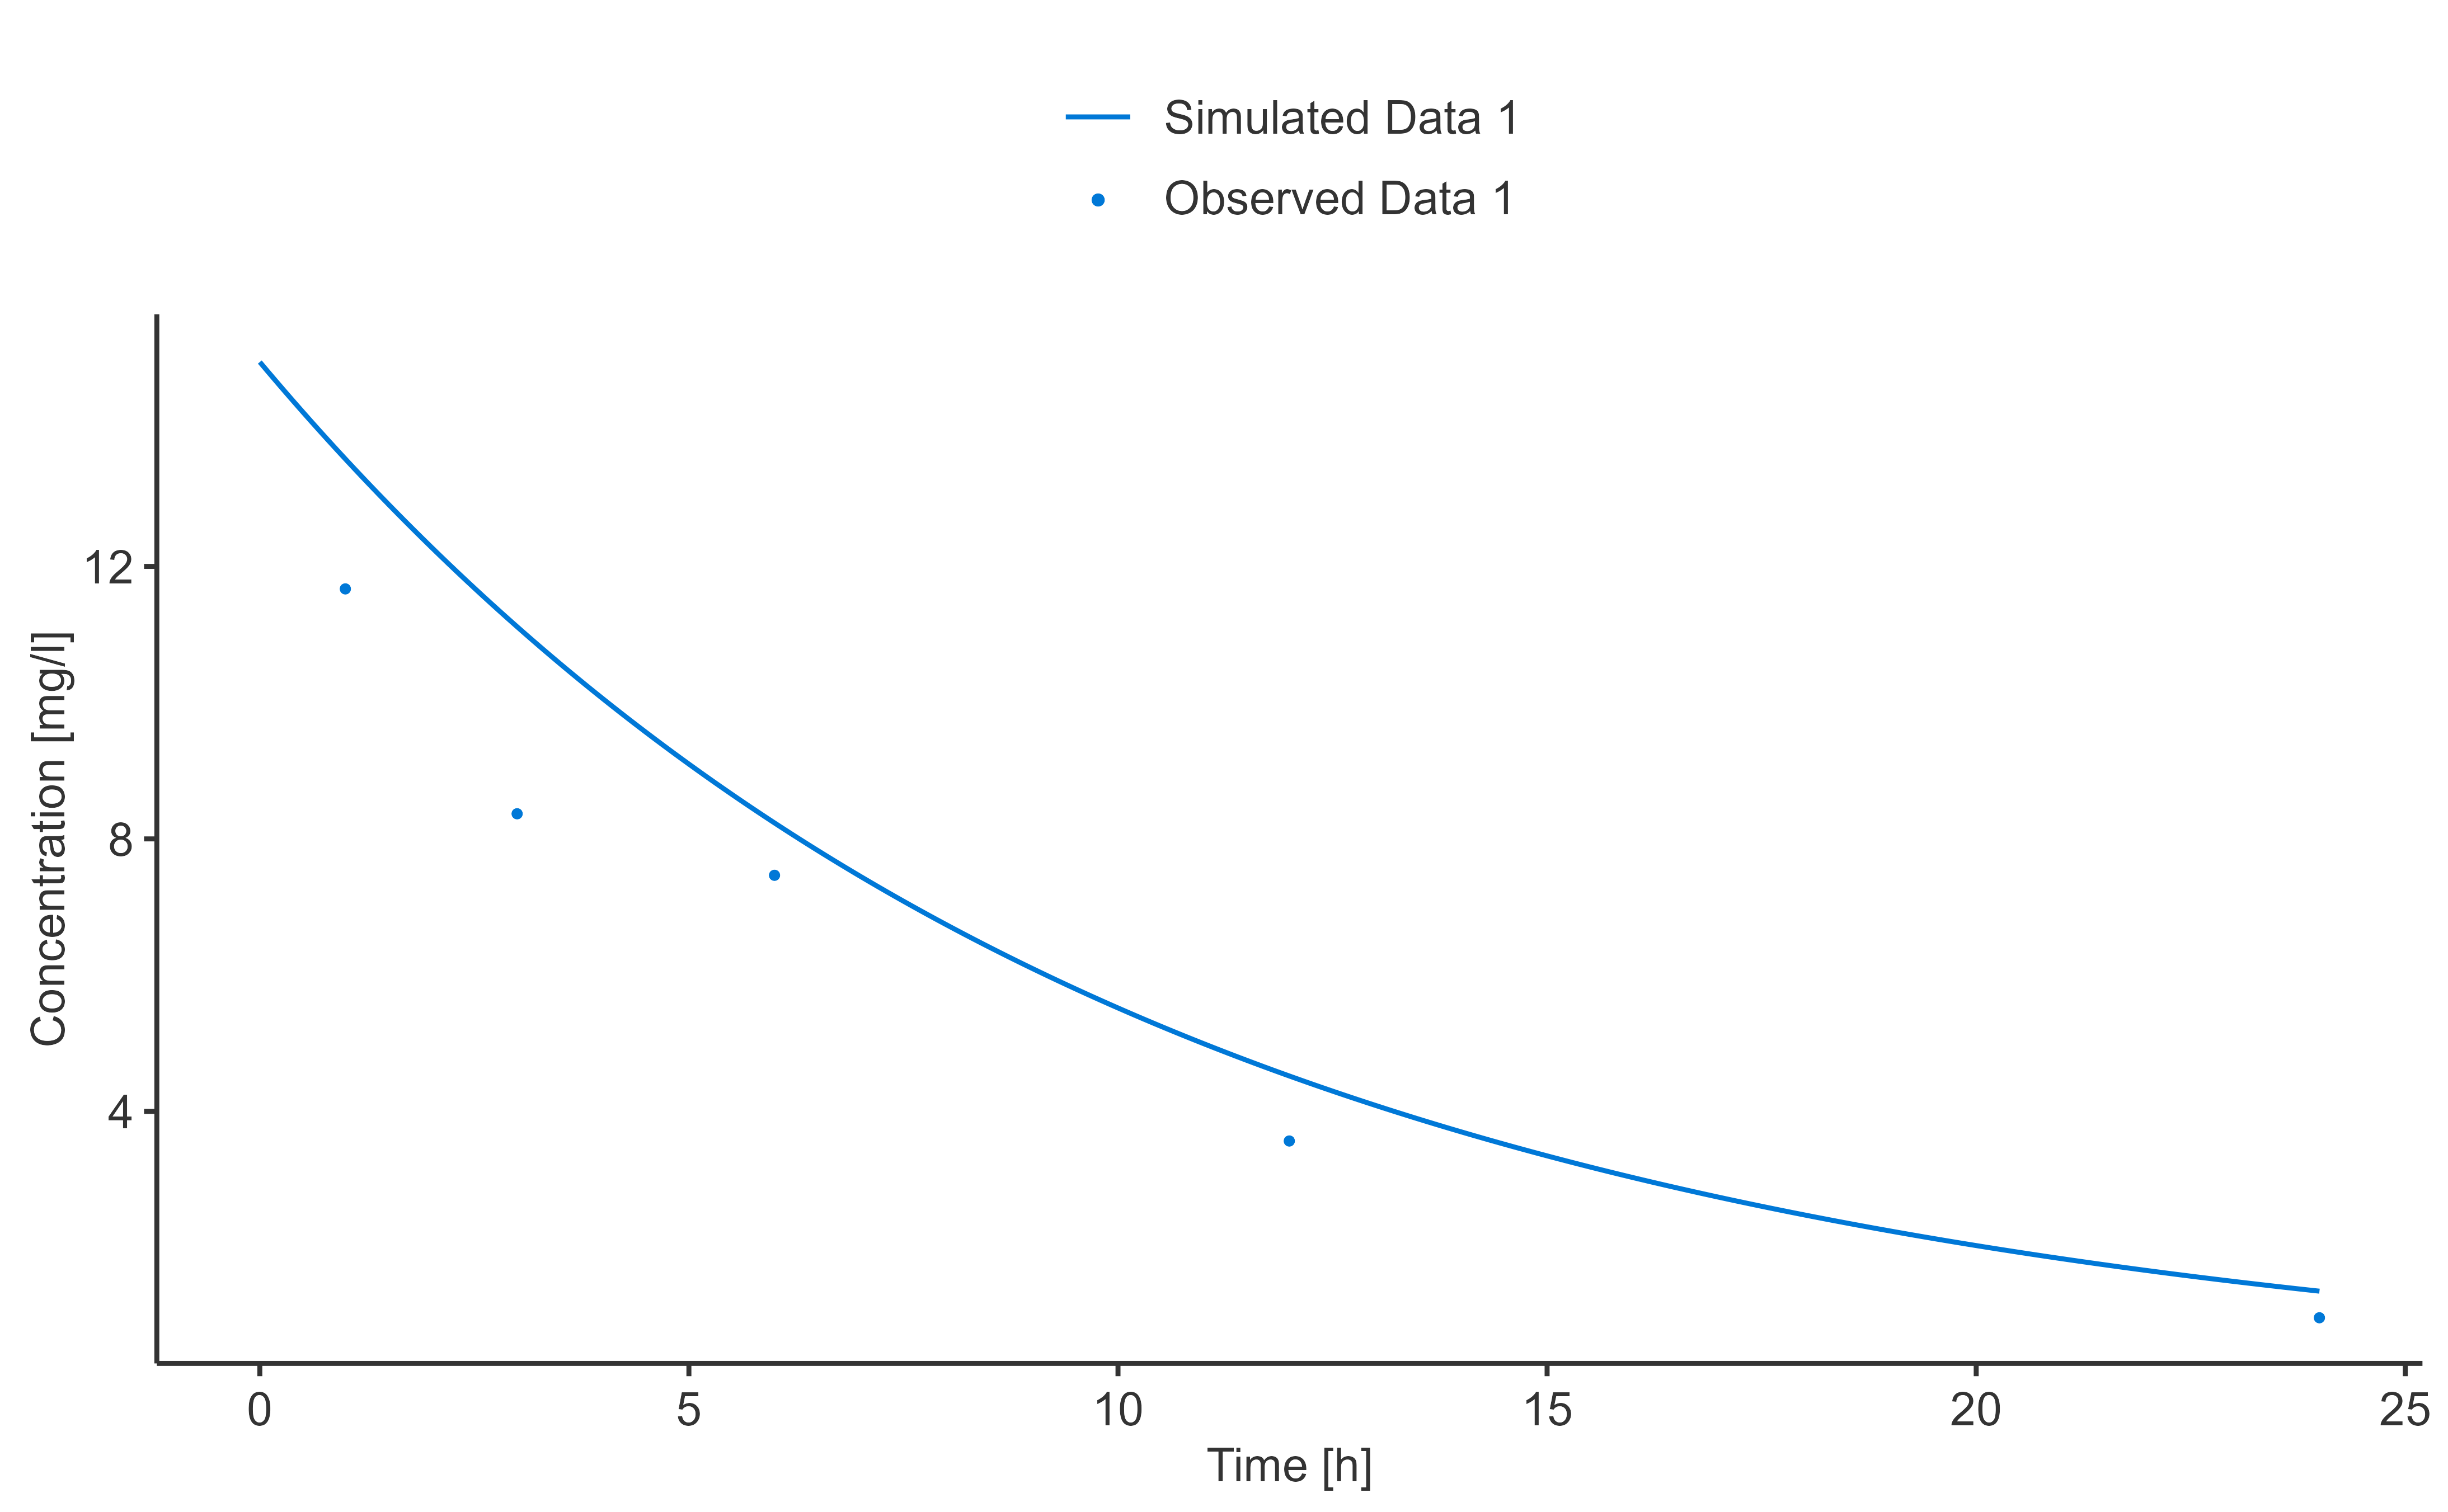 Simulated Data 1
Observed Data 1
Concentration [mg/l]
12
8
4
0 5 10 15 20 25
Time [h]